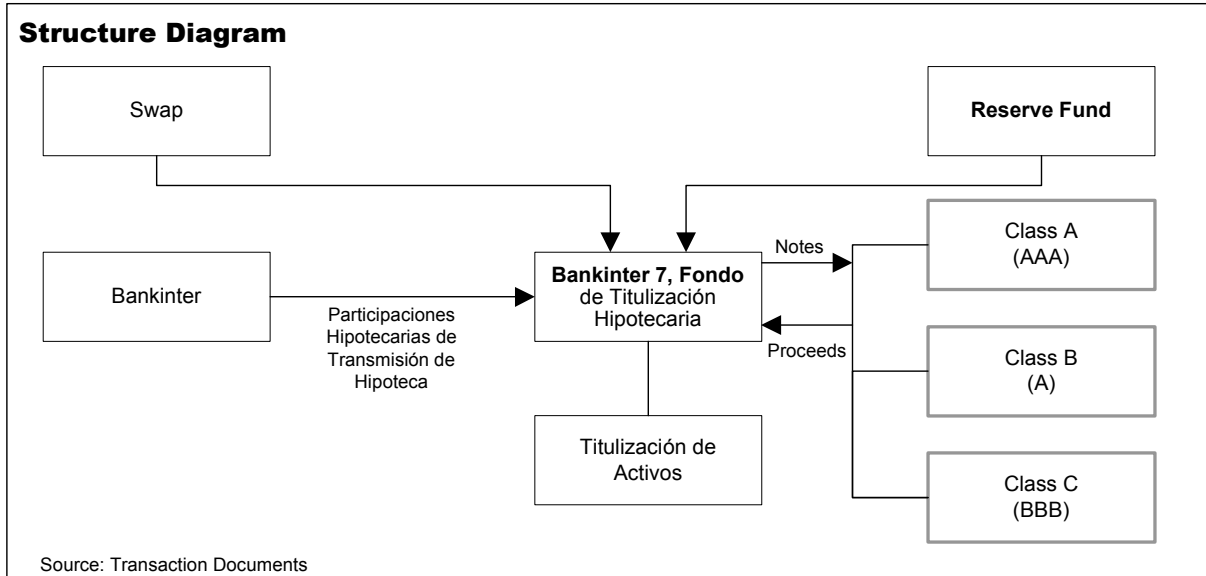 Structure Diagram
Swap
Reserve Fund
Bankinter
Participaciones
Hipotecarias de
Transmisión de
Hipoteca
Bankinter 7, Fondo
de Titulización
Hipotecaria
Notes
Proceeds
Class A
(AAA)
Class B
(A)
Titulización de
Activos
Class C
(BBB)
Source: Transaction Documents